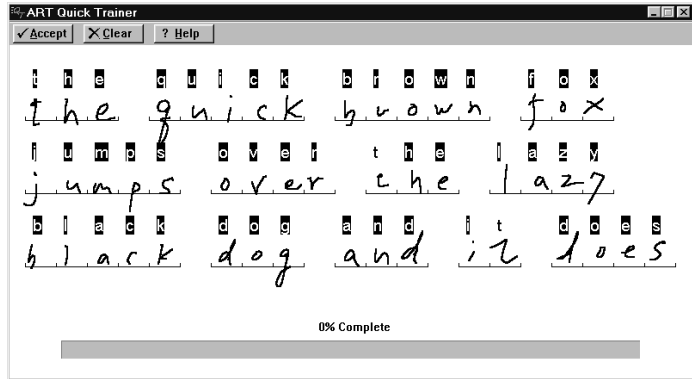 ART Quick Trainer
Accept Clear ? Help
t h e q u i c k b r o w n f o x
the quick brown fox
j u m p s o v e r t h e l a z y
jumps over the lazy
b l a c k d o g a n d i t d o e s
black dog and it does
0% Complete